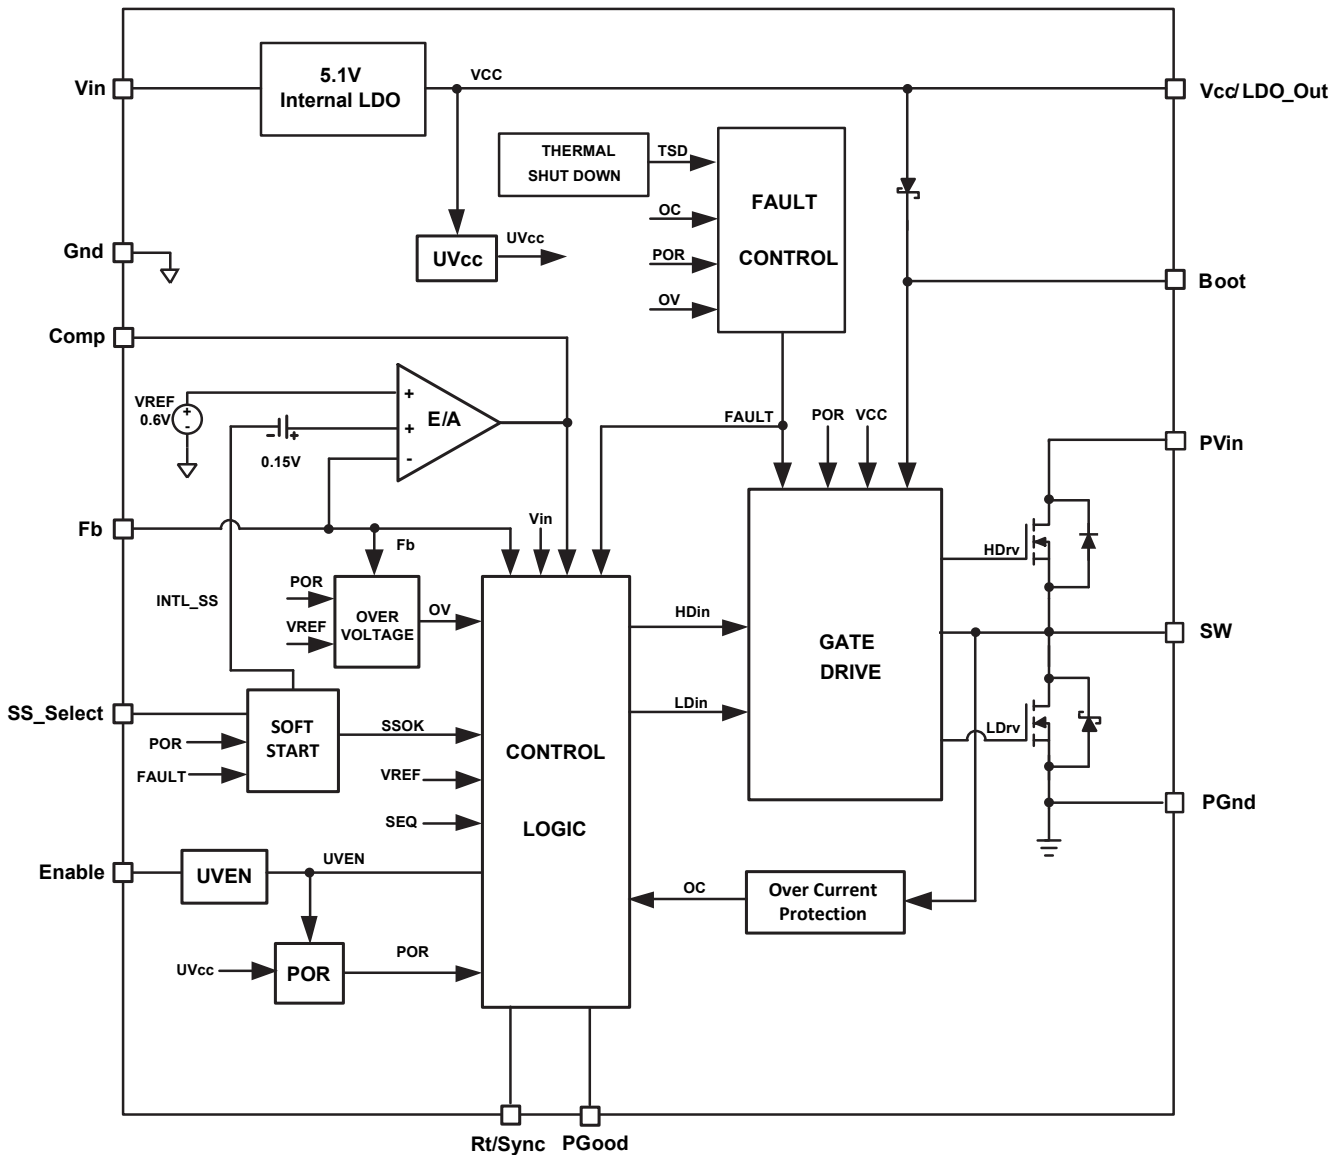 Vin
5.1V
Internal LDO
VCC
Vcc/LDO_Out
THERMAL
SHUT DOWN
TSD
FAULT
CONTROL
OC
POR
OV
Gnd
UVcc
UVcc
Boot
Comp
VREF
0.6V
+
-
+
+
-
E/A
-
+
0.15V
FAULT
POR
VCC
PVin
Fb
Fb
Vin
HDrv
POR
VREF
OVER
VOLTAGE
OV
INTL_SS
HDin
GATE
DRIVE
SW
SS_Select
SOFT
START
POR
FAULT
SSOK
VREF
SEQ
CONTROL
LOGIC
LDin
LDrv
PGnd
Enable
UVEN
UVEN
OC
Over Current
Protection
UVcc
POR
POR
Rt/Sync
PGood